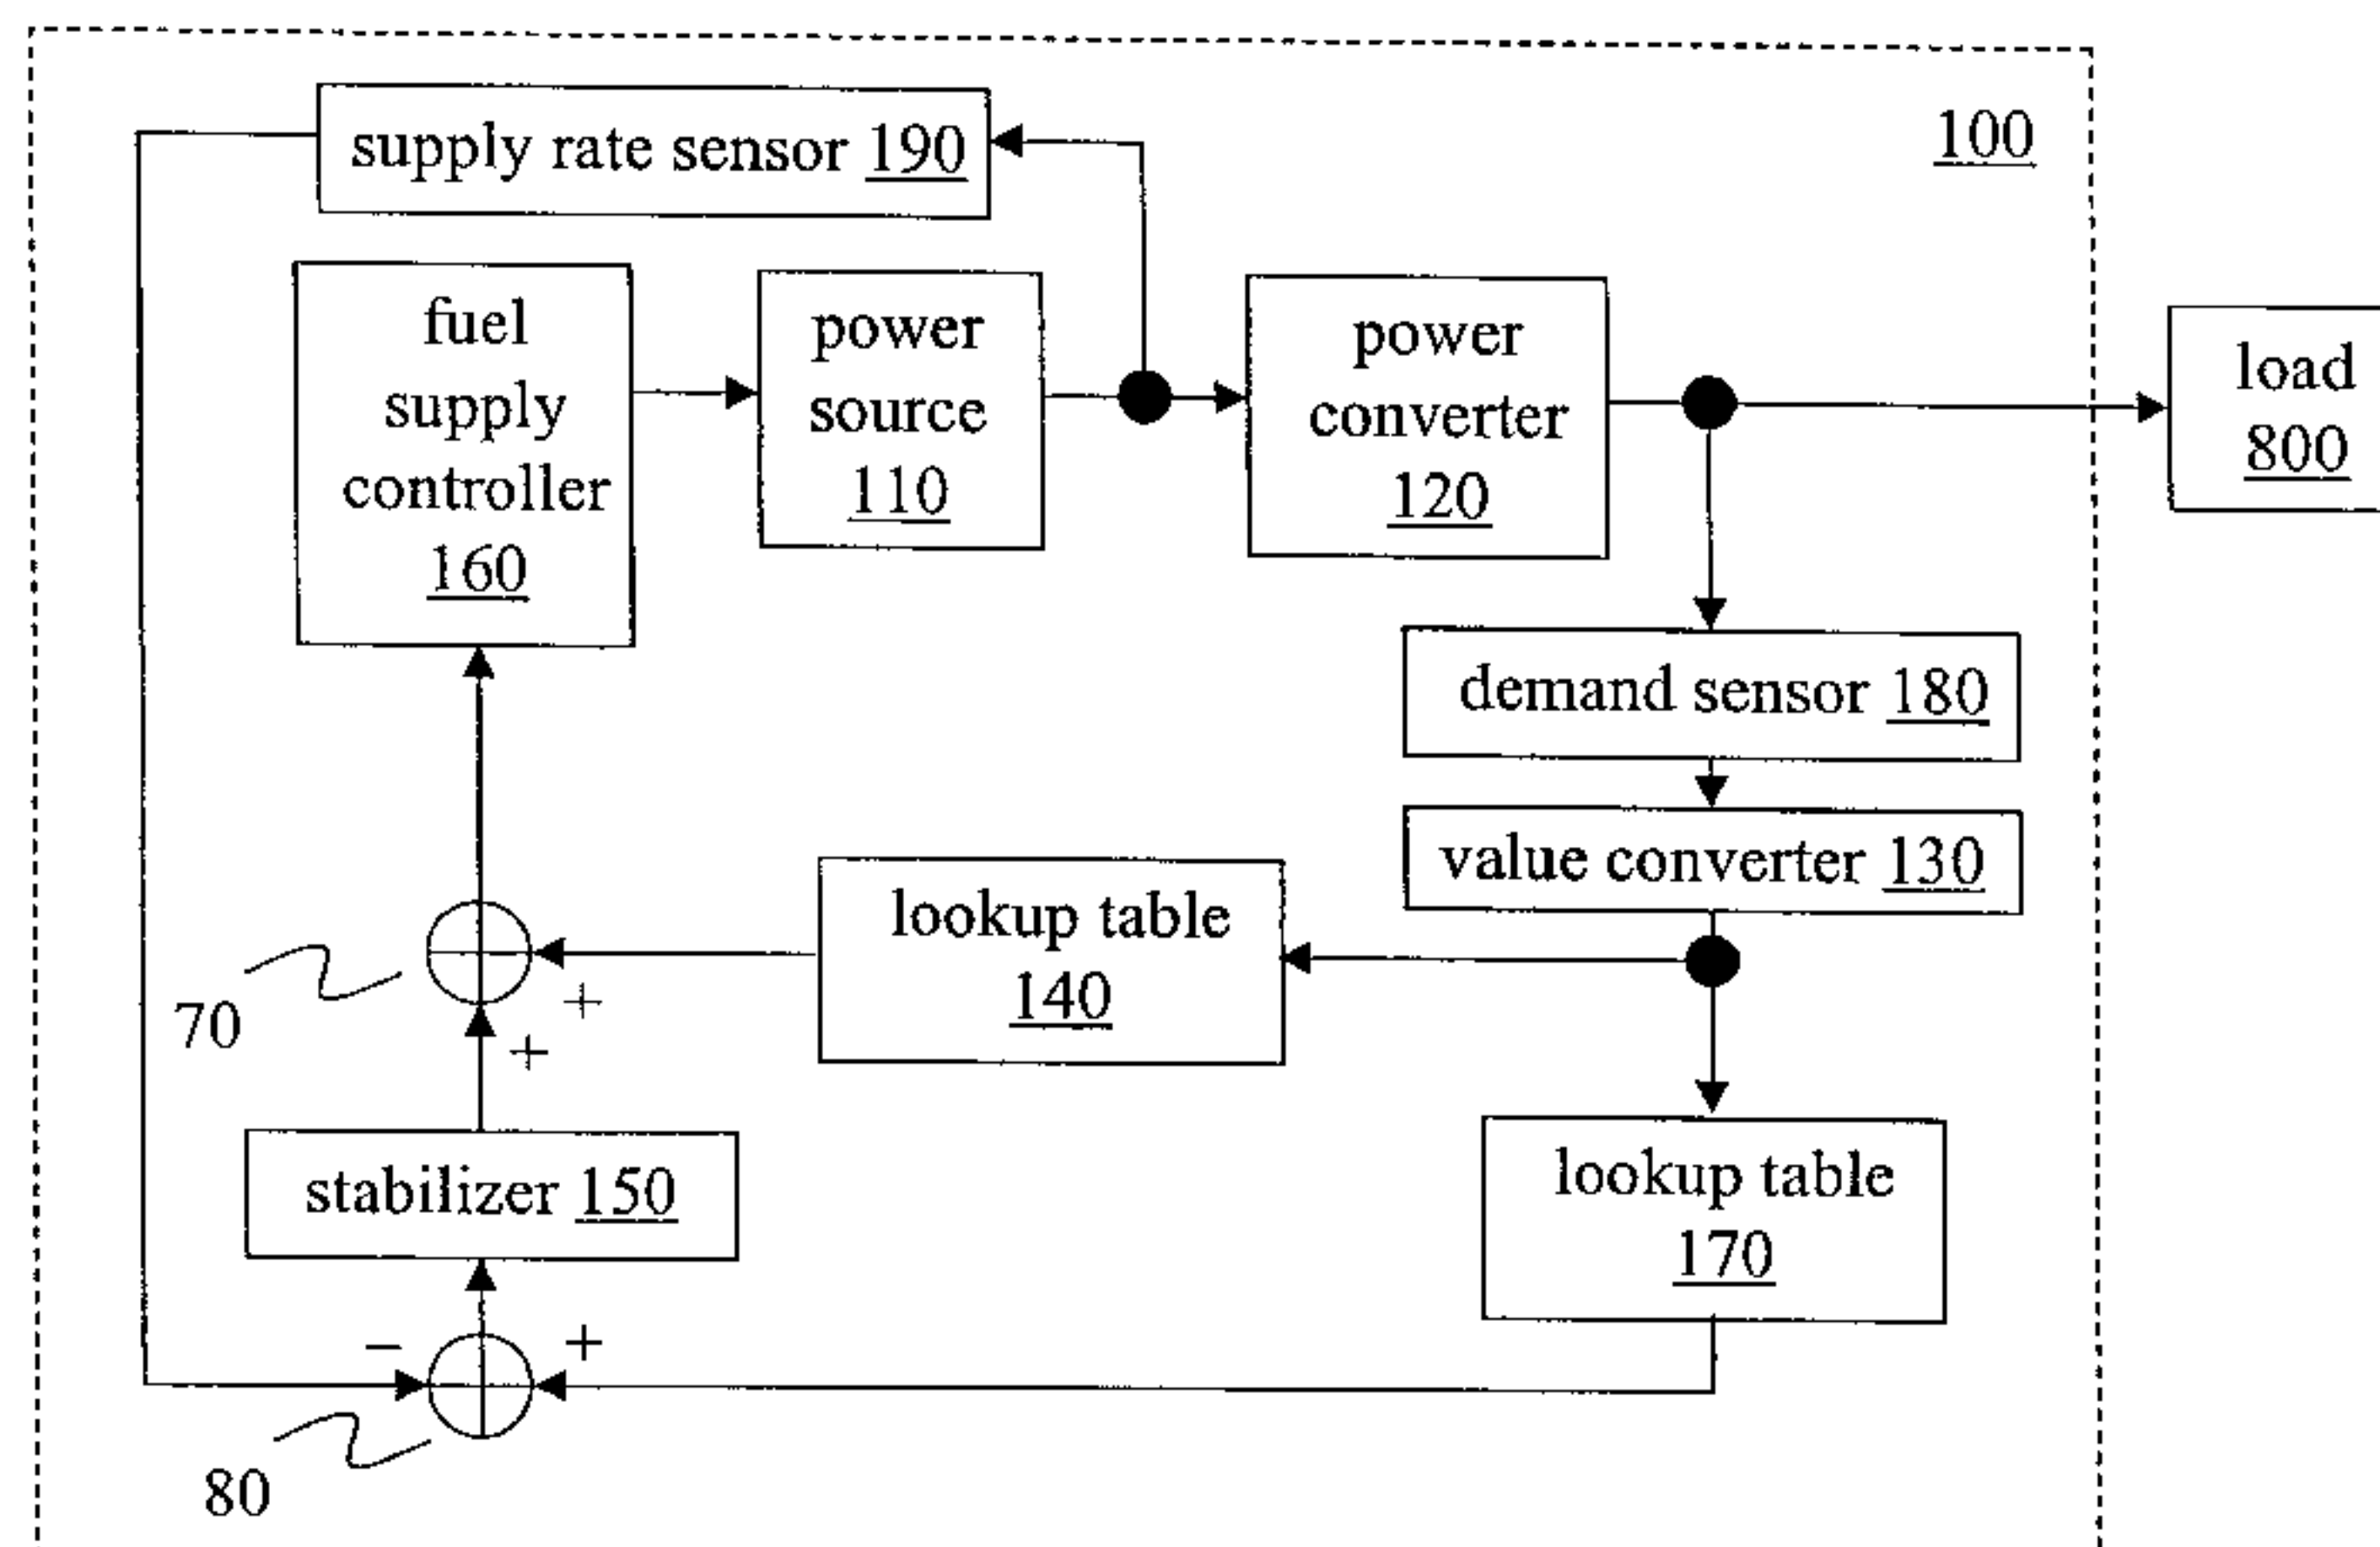 100
supply rate sensor 190
fuel
supply
controller
160
power
source
110
power
converter
120
load
800
demand sensor 180
value converter 130
lookup table
140
+
+
70
stabilizer 150
lookup table
170
−
+
80